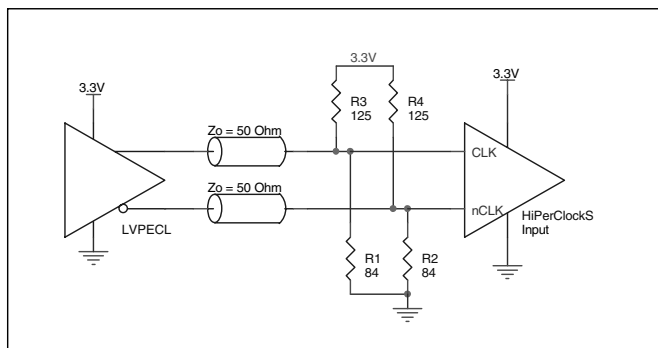 3.3V
3.3V
3.3V
R3
125
R4
125
Zo = 50 Ohm
CLK
Zo = 50 Ohm
nCLK
LVPECL
HiPerClockS
Input
R1
84
R2
84